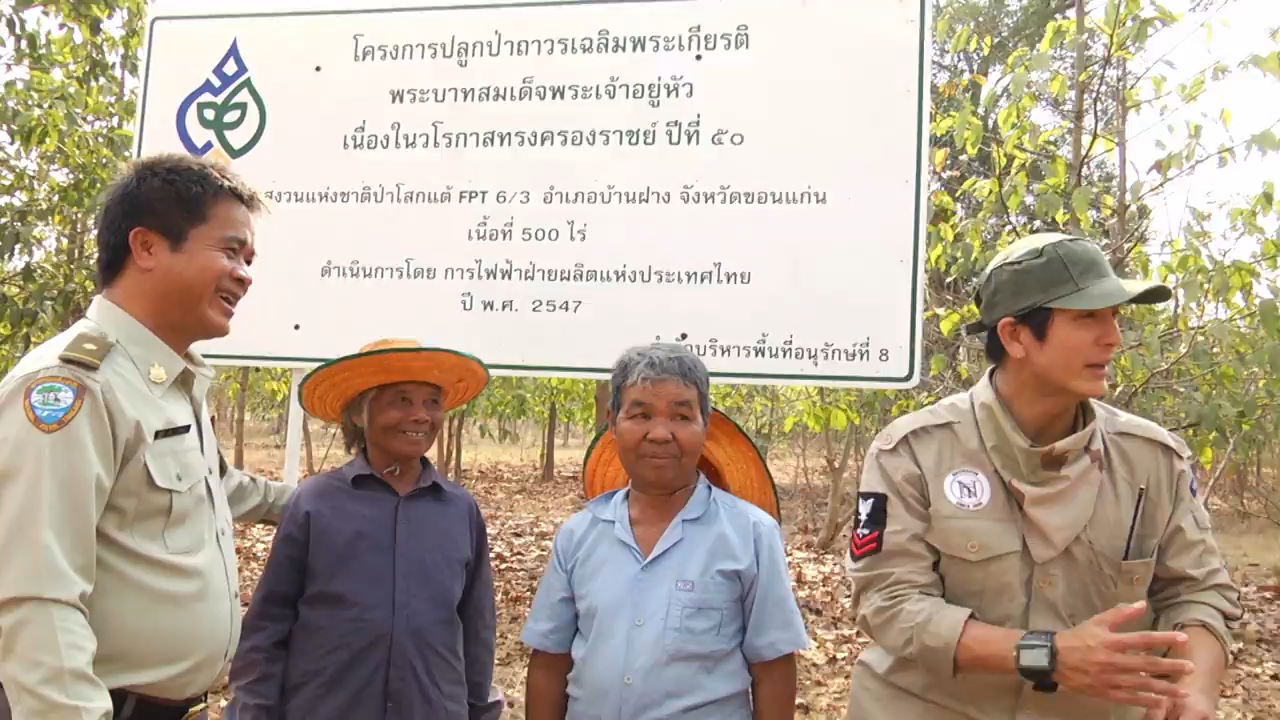 โครงการปลูกป่าถาวรเฉลิมพระเกียรติ
พระบาทสมเด็จพระเจ้าอยู่หัว
เนื่องในวโรกาสทรงครองราชย์ ปีที่ ๕๐
สงวนแห่งชาติป่าโสกแต้ FPT 6/3 อำเภอบ้านฝาง จังหวัดขอนแก่น
เนื้อที่ 500 ไร่
ดำเนินการโดย การไฟฟ้าฝ่ายผลิตแห่งประเทศไทย
ปี พ.ศ. 2547
บริหารพื้นที่อนุรักษ์ที่ 8